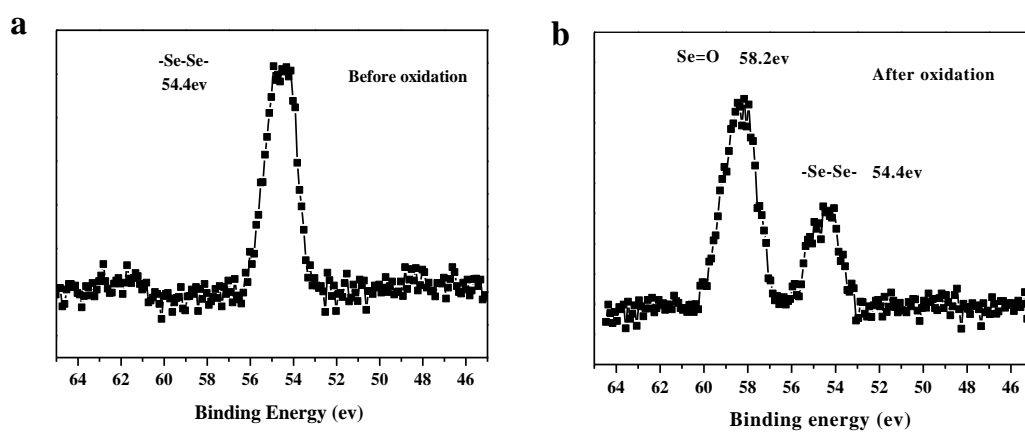 a
-Se-Se-
54.4ev
Before oxidation
64 62 60 58 56 54 52 50 48 46
Binding Energy (ev)
b
Se=O 58.2ev
After oxidation
-Se-Se- 54.4ev
64 62 60 58 56 54 52 50 48 46
Binding energy (ev)